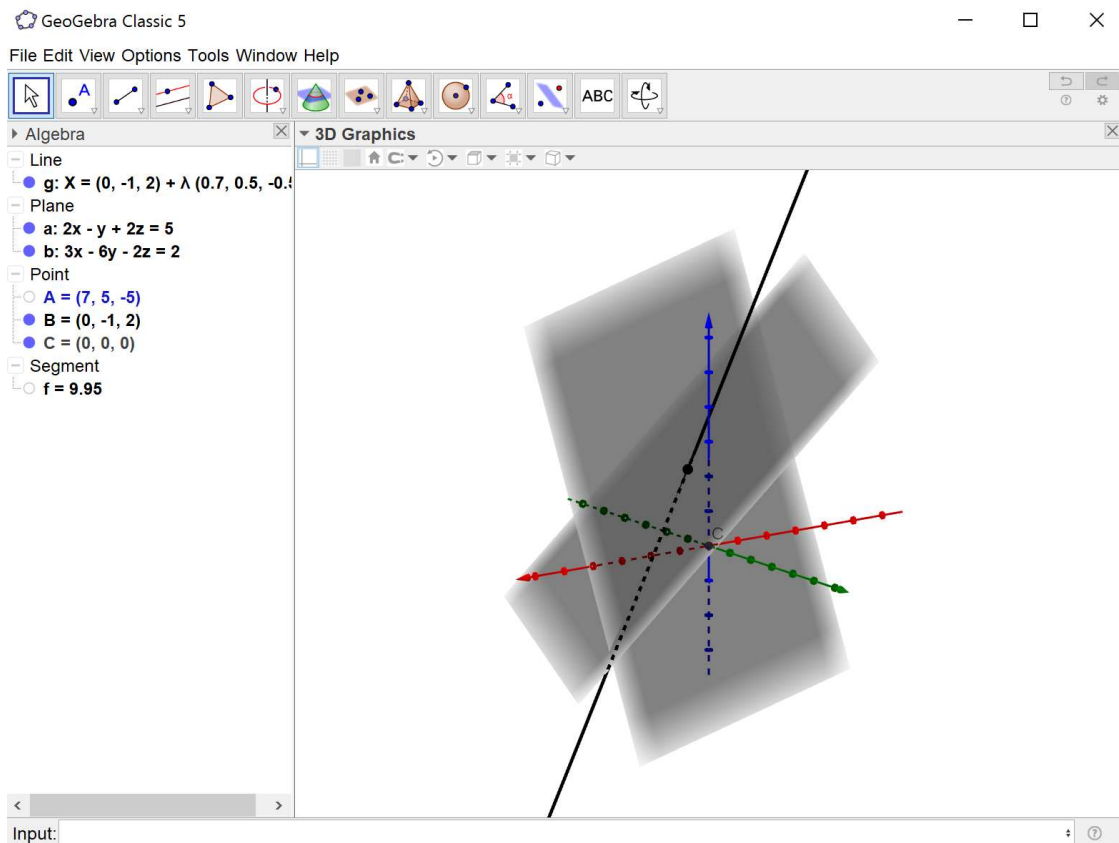 GeoGebra Classic 5
File Edit View Options Tools Window Help
A
α
ABC
Algebra
3D Graphics
Line
g: X = (0, -1, 2) + λ (0.7, 0.5, -0.5
Plane
a: 2x - y + 2z = 5
b: 3x - 6y - 2z = 2
Point
A = (7, 5, -5)
B = (0, -1, 2)
C = (0, 0, 0)
Segment
f = 9.95
C
Input: